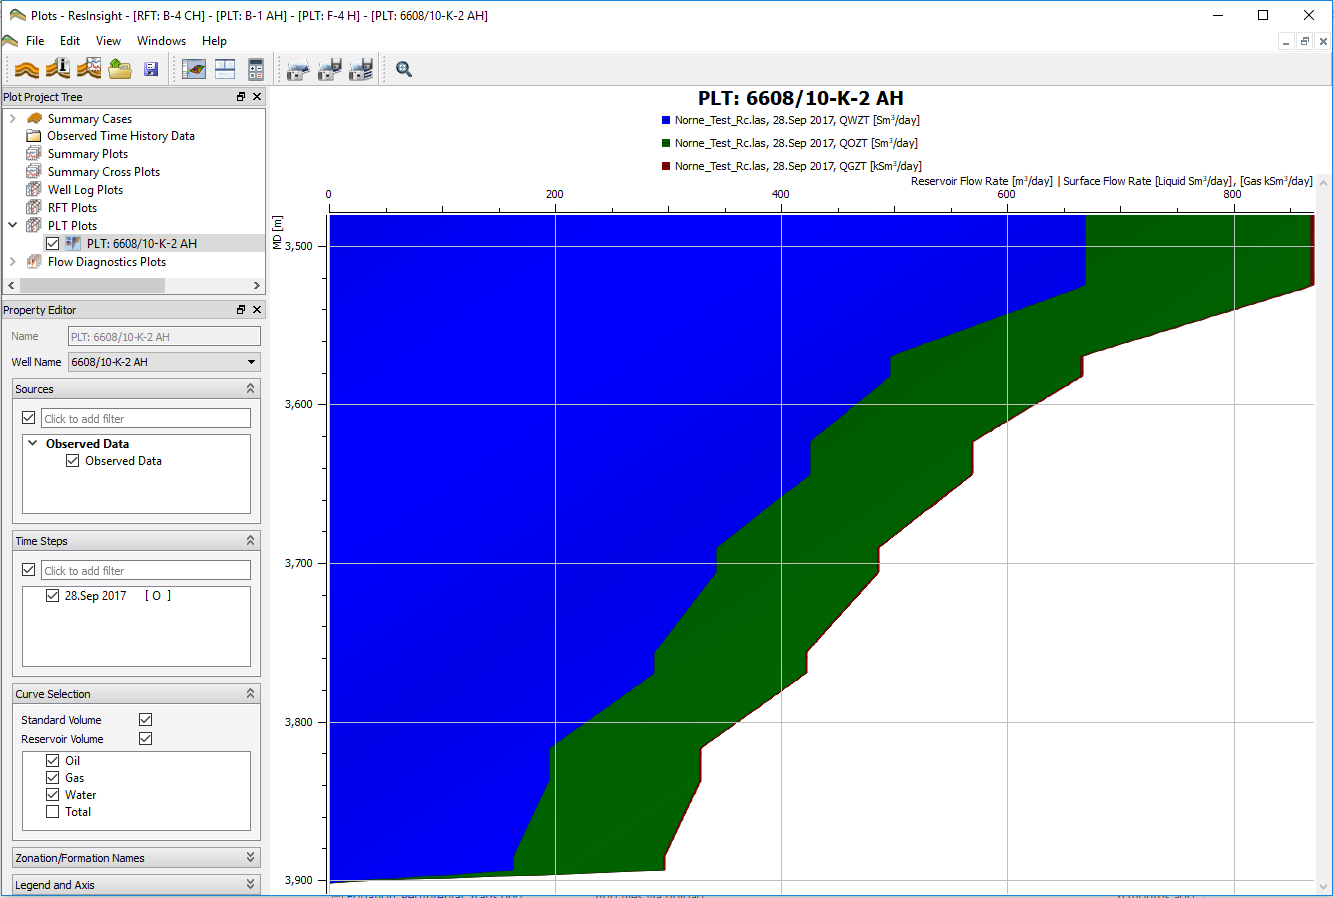 Plots - ResInsight - [RFT: B-4 CH] - [PLT: B-1 AH] - [PLT: F-4 H] - [PLT: 6608/10-K-2 AH]
File Edit View Windows Help
Plot Project Tree
Summary Cases
Observed Time History Data
Summary Plots
Summary Cross Plots
Well Log Plots
RFT Plots
PLT Plots
PLT: 6608/10-K-2 AH
Flow Diagnostics Plots
Property Editor
Name PLT: 6608/10-K-2 AH
Well Name 6608/10-K-2 AH
Sources
Click to add filter
Observed Data
Observed Data
Time Steps
Click to add filter
28.Sep 2017 [ O ]
Curve Selection
Standard Volume
Reservoir Volume
Oil
Gas
Water
Total
Zonation/Formation Names
Legend and Axis
PLT: 6608/10-K-2 AH
Norne_Test_Rc.las, 28.Sep 2017, QWZT [Sm³/day]
Norne_Test_Rc.las, 28.Sep 2017, QOZT [Sm³/day]
Norne_Test_Rc.las, 28.Sep 2017, QGZT [kSm³/day]
Reservoir Flow Rate [m³/day] | Surface Flow Rate [Liquid Sm³/day], [Gas kSm³/day]
0 200 400 600 800
MD [m]
3,500
3,600
3,700
3,800
3,900